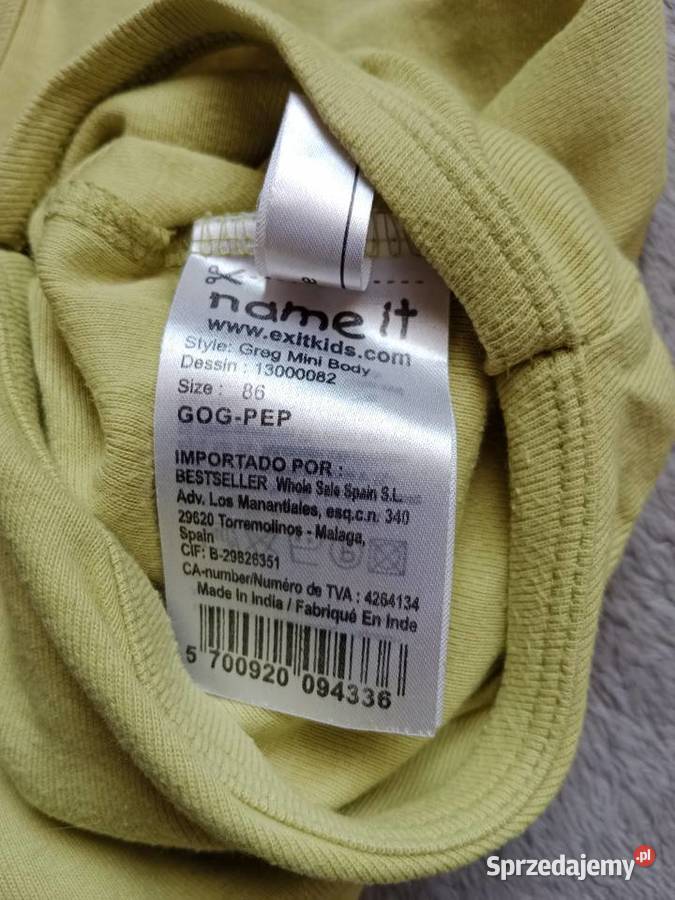 name it
www.exitkids.com
Style: Greg Mini Body
Dessin : 13000082
Size : 86
GOG-PEP
IMPORTADO POR :
BESTSELLER Whole Sale Spain S.L.
Adv. Los Manantiales, esq.c.n. 340
29620 Torremolinos - Malaga,
Spain
CIF: B-29826351
CA-number/Numéro de TVA : 4264134
Made In India / Fabriqué En Inde
5 700920 094336
Sprzedajemy.pl